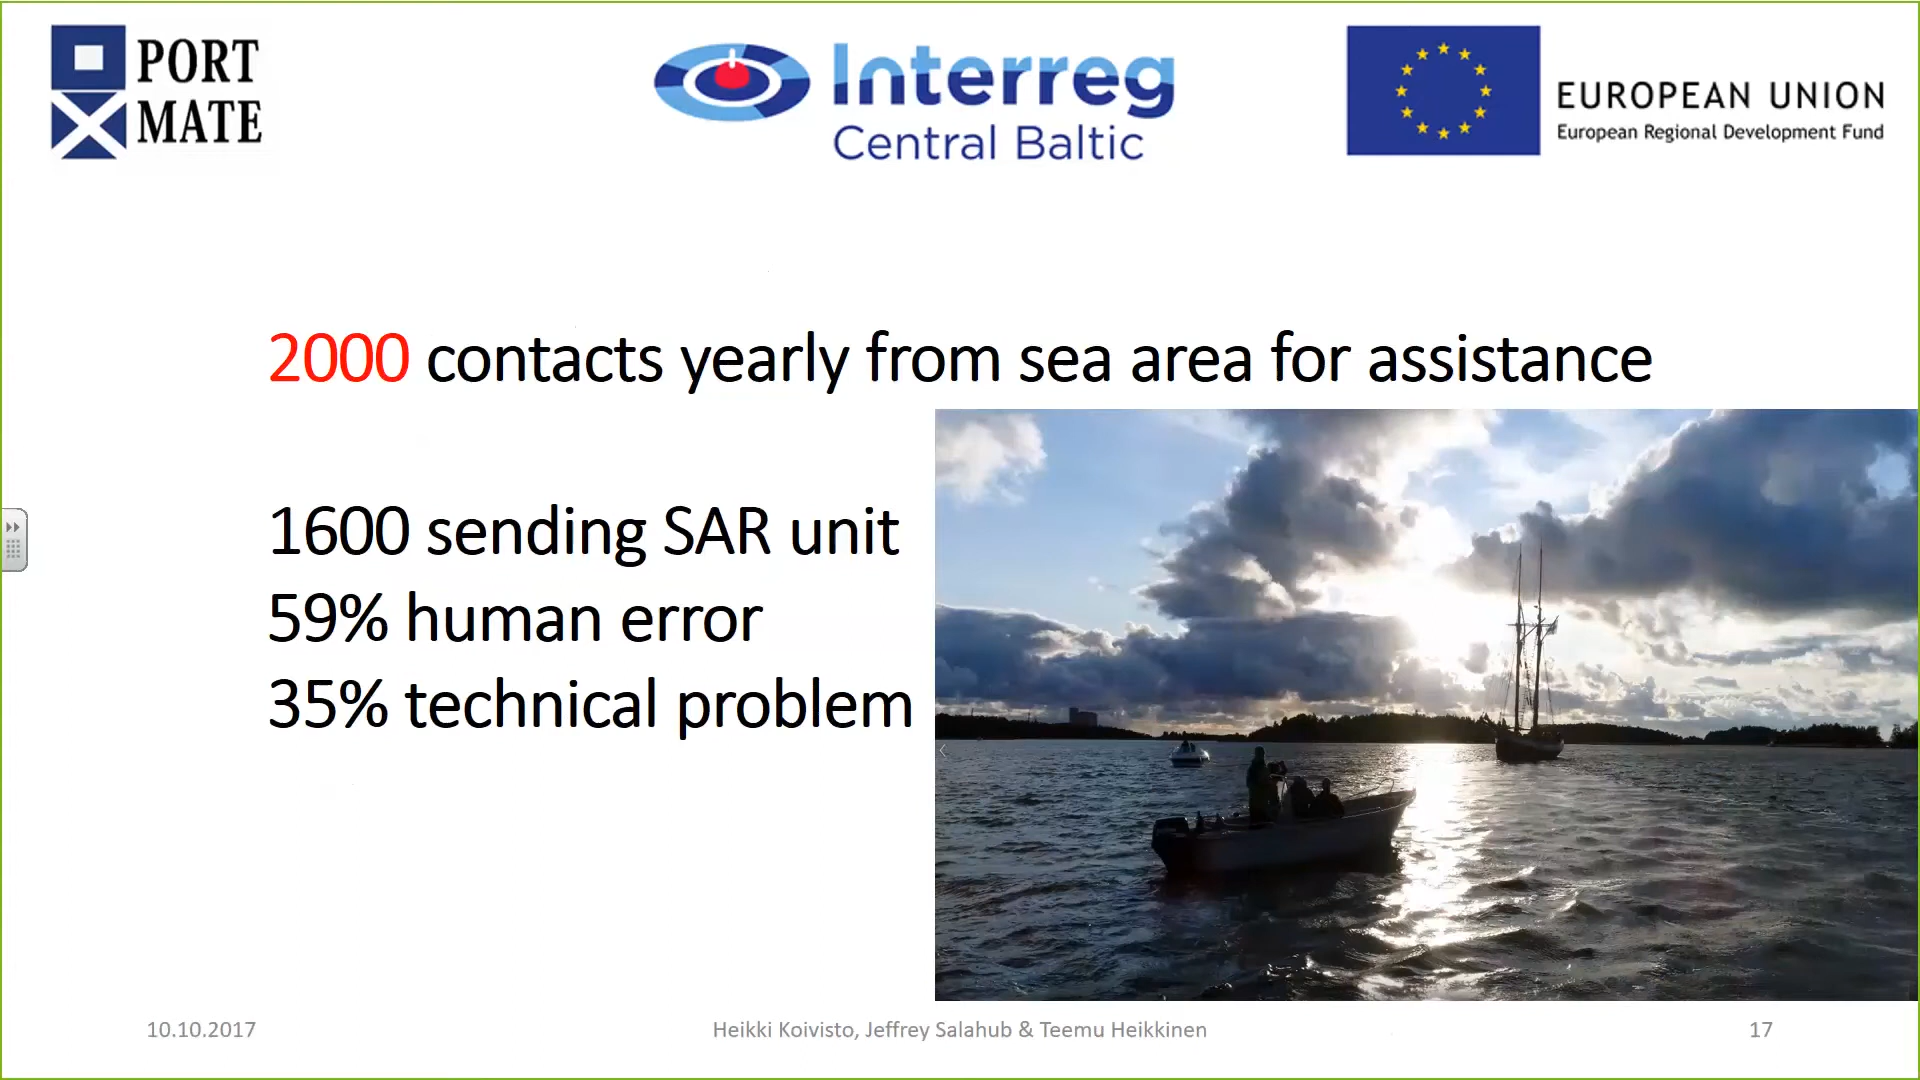 PORT
MATE
Interreg
Central Baltic
EUROPEAN UNION
European Regional Development Fund
2000 contacts yearly from sea area for assistance
1600 sending SAR unit
59% human error
35% technical problem
10.10.2017
Heikki Koivisto, Jeffrey Salahub & Teemu Heikkinen
17